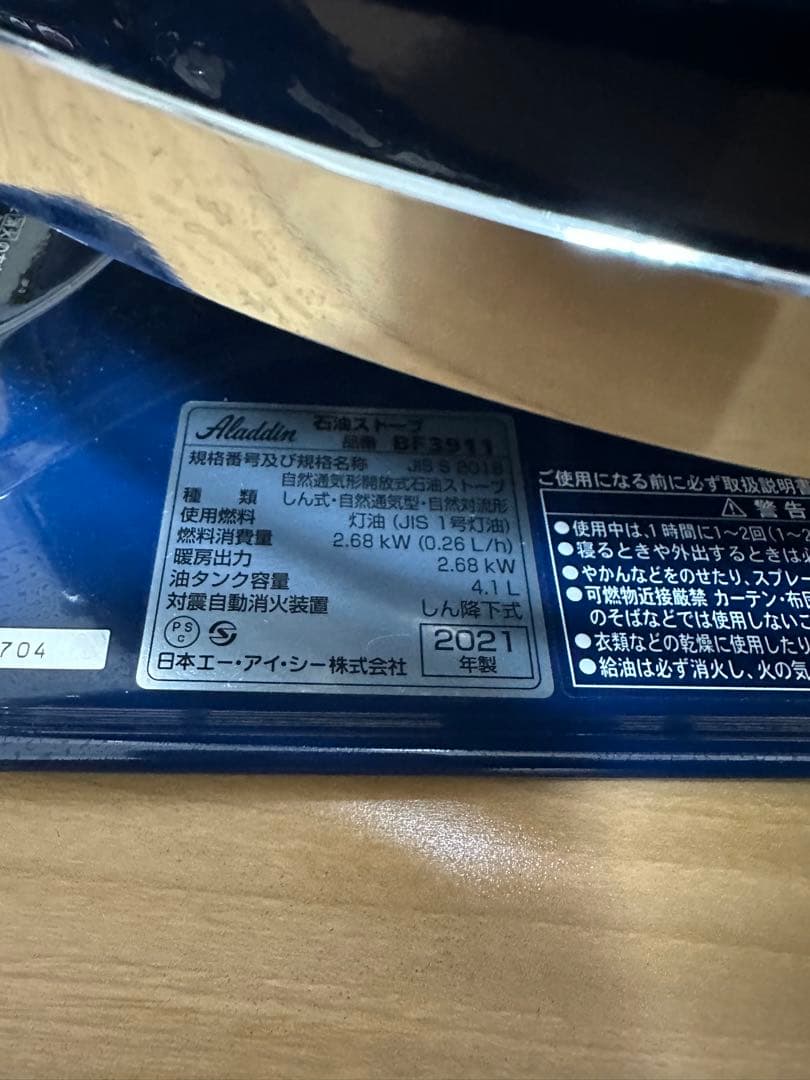 Aladdin 石油ストーブ
品番 BF3911
規格番号及び規格名称 JIS S 2019
自然通気形開放式石油ストーブ
種 類 しん式・自然通気型・自然対流形
使用燃料 灯油 (JIS 1号灯油)
燃料消費量 2.68 kW (0.26 L/h)
暖房出力 2.68 kW
油タンク容量 4.1 L
対震自動消火装置 しん降下式
PS C
2021
年製
日本エー・アイ・シー株式会社
704
ご使用になる前に必ず取扱説明書
⚠警告
●使用中は、1時間に1〜2回(1〜2
●寝るときや外出するときは必
●やかんなどをのせたり、スプレー
●可燃物近接厳禁 カーテン・布団
のそばなどでは使用しないこ
●衣類などの乾燥に使用したり
●給油は必ず消火し、火の気